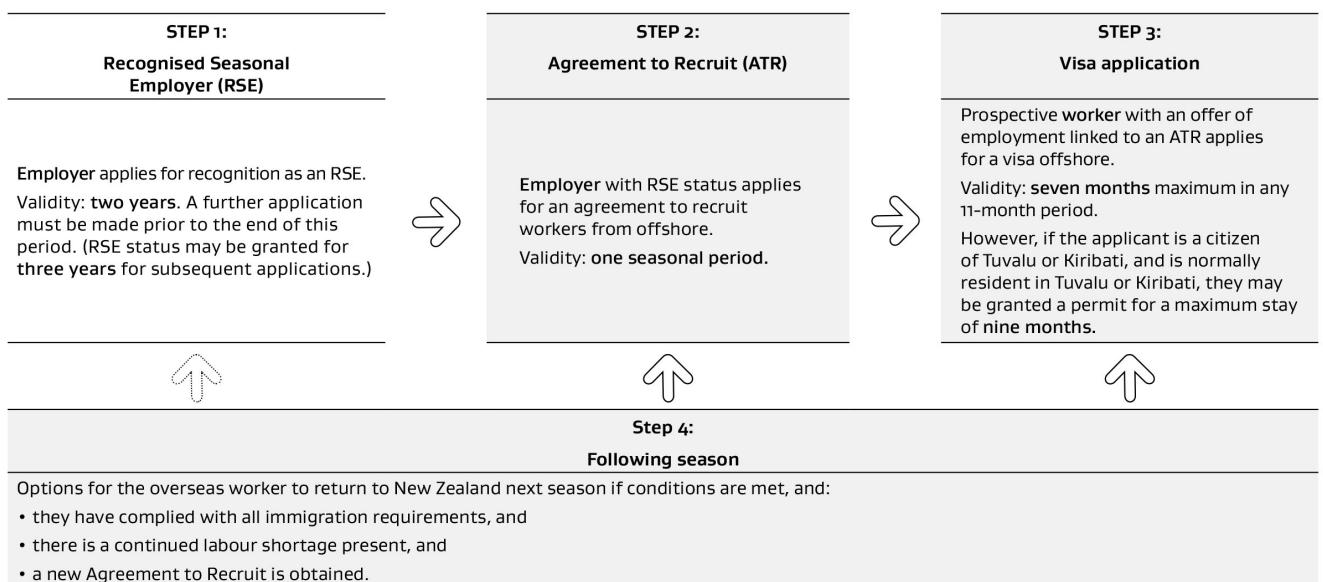 STEP 1:
Recognised Seasonal
Employer (RSE)
Employer applies for recognition as an RSE.
Validity: two years. A further application
must be made prior to the end of this
period. (RSE status may be granted for
three years for subsequent applications.)
STEP 2:
Agreement to Recruit (ATR)
Employer with RSE status applies
for an agreement to recruit
workers from offshore.
Validity: one seasonal period.
STEP 3:
Visa application
Prospective worker with an offer of
employment linked to an ATR applies
for a visa offshore.
Validity: seven months maximum in any
11-month period.
However, if the applicant is a citizen
of Tuvalu or Kiribati, and is normally
resident in Tuvalu or Kiribati, they may
be granted a permit for a maximum stay
of nine months.
Step 4:
Following season
Options for the overseas worker to return to New Zealand next season if conditions are met, and:
• they have complied with all immigration requirements, and
• there is a continued labour shortage present, and
• a new Agreement to Recruit is obtained.